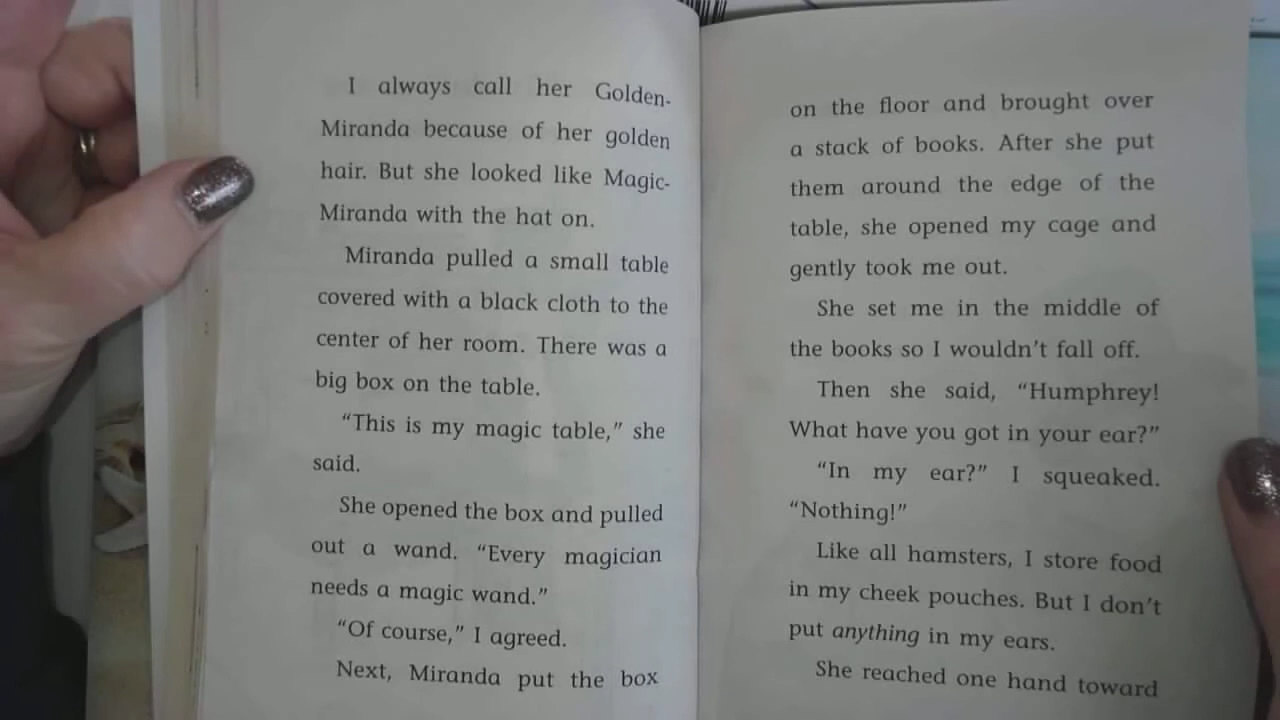 I always call her Golden-
Miranda because of her golden
hair. But she looked like Magic-
Miranda with the hat on.
Miranda pulled a small table
covered with a black cloth to the
center of her room. There was a
big box on the table.
“This is my magic table,” she
said.
She opened the box and pulled
out a wand. “Every magician
needs a magic wand.”
“Of course,” I agreed.
Next, Miranda put the box
on the floor and brought over
a stack of books. After she put
them around the edge of the
table, she opened my cage and
gently took me out.
She set me in the middle of
the books so I wouldn’t fall off.
Then she said, “Humphrey!
What have you got in your ear?”
“In my ear?” I squeaked.
“Nothing!”
Like all hamsters, I store food
in my cheek pouches. But I don’t
put anything in my ears.
She reached one hand toward